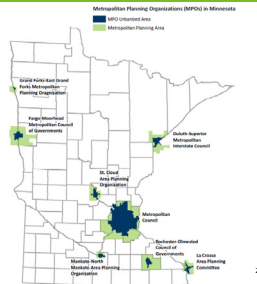 Metropolitan Planning Organizations (MPOs) in Minnesota
MPO Urbanized Area
Metropolitan Planning Area
Grand Forks-East Grand
Forks Metropolitan
Planning Organization
Fargo-Moorhead
Metropolitan Council
of Governments
Duluth-Superior
Metropolitan
Interstate Council
St. Cloud
Area Planning
Organization
Metropolitan
Council
Rochester-Olmsted
Council of
Governments
La Crosse
Area Planning
Committee
Mankato-North
Mankato Area Planning
Organization
2